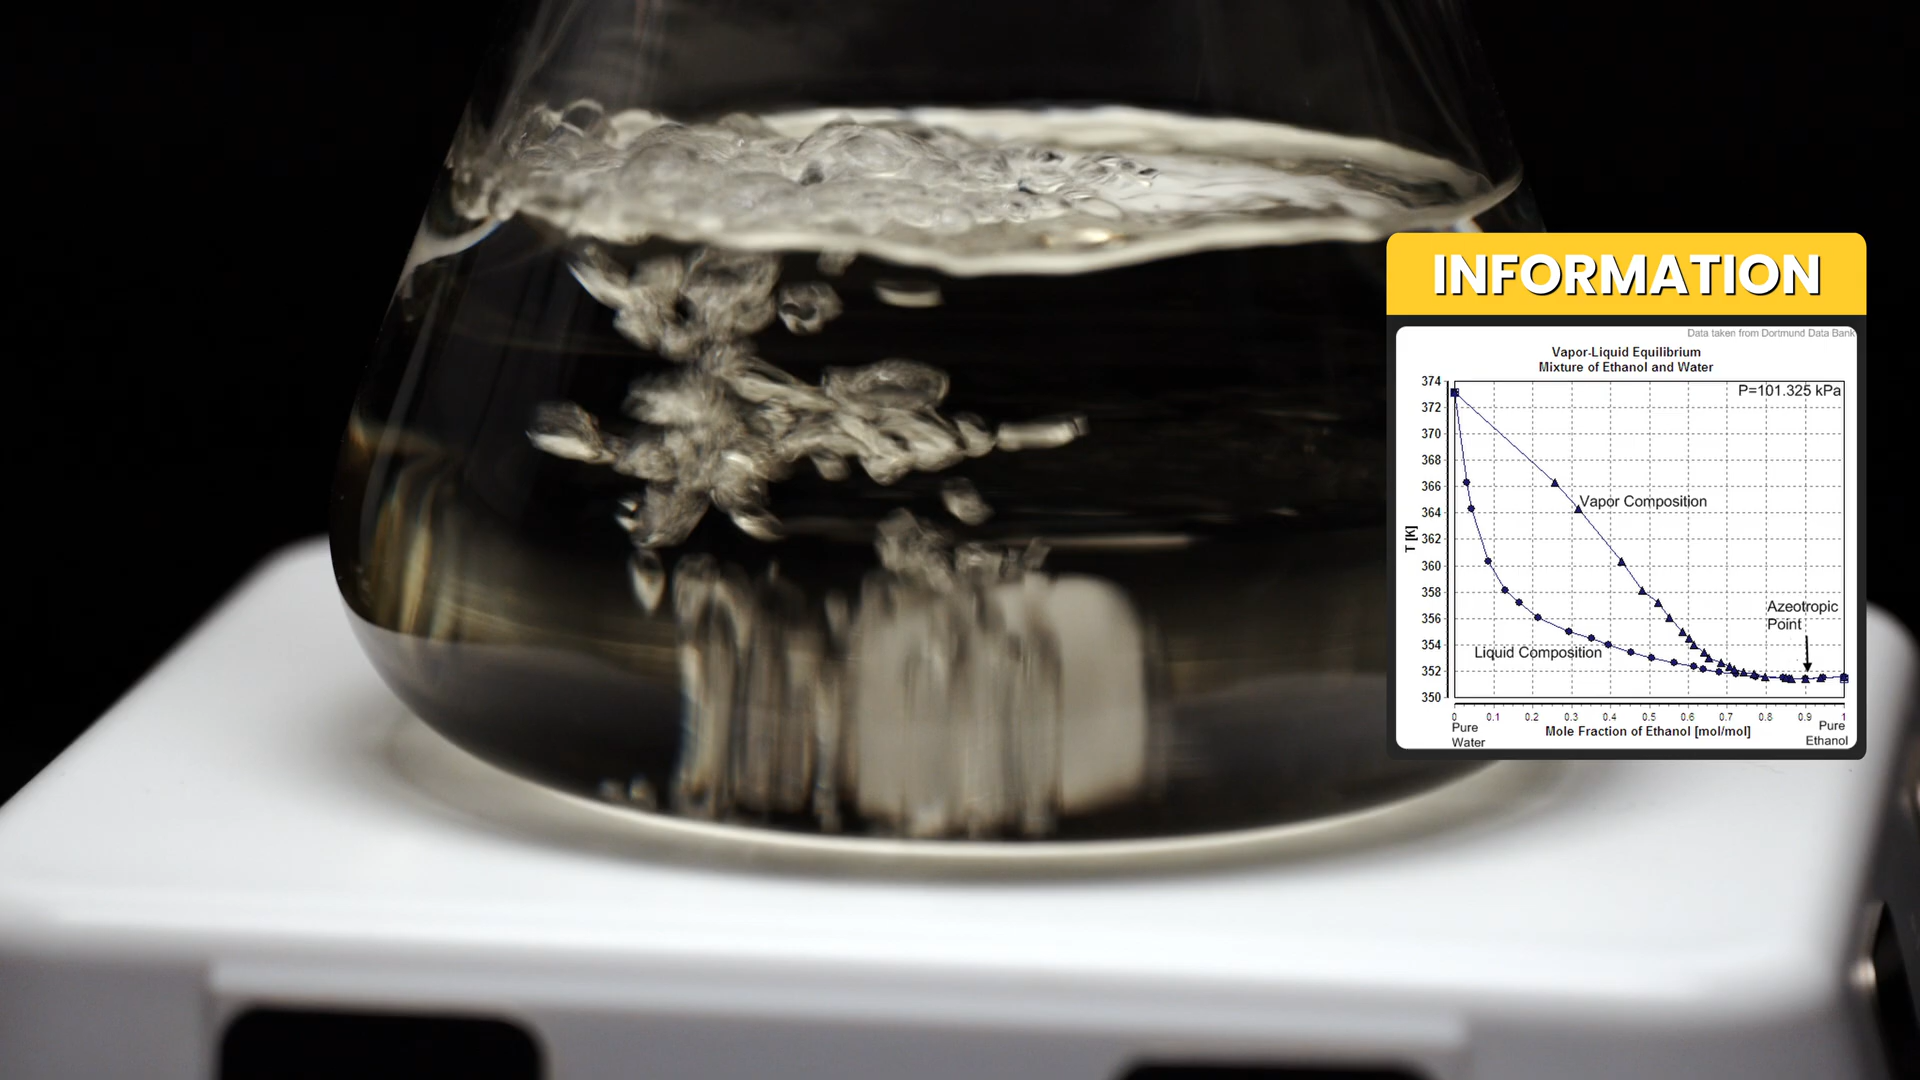 INFORMATION
Data taken from Dortmund Data Bank
Vapor-Liquid Equilibrium
Mixture of Ethanol and Water
P=101.325 kPa
374
372
370
368
366
364
362
360
358
356
354
352
350
T [K]
Vapor Composition
Liquid Composition
Azeotropic
Point
0 0.1 0.2 0.3 0.4 0.5 0.6 0.7 0.8 0.9 1
Pure
Water
Mole Fraction of Ethanol [mol/mol]
Pure
Ethanol